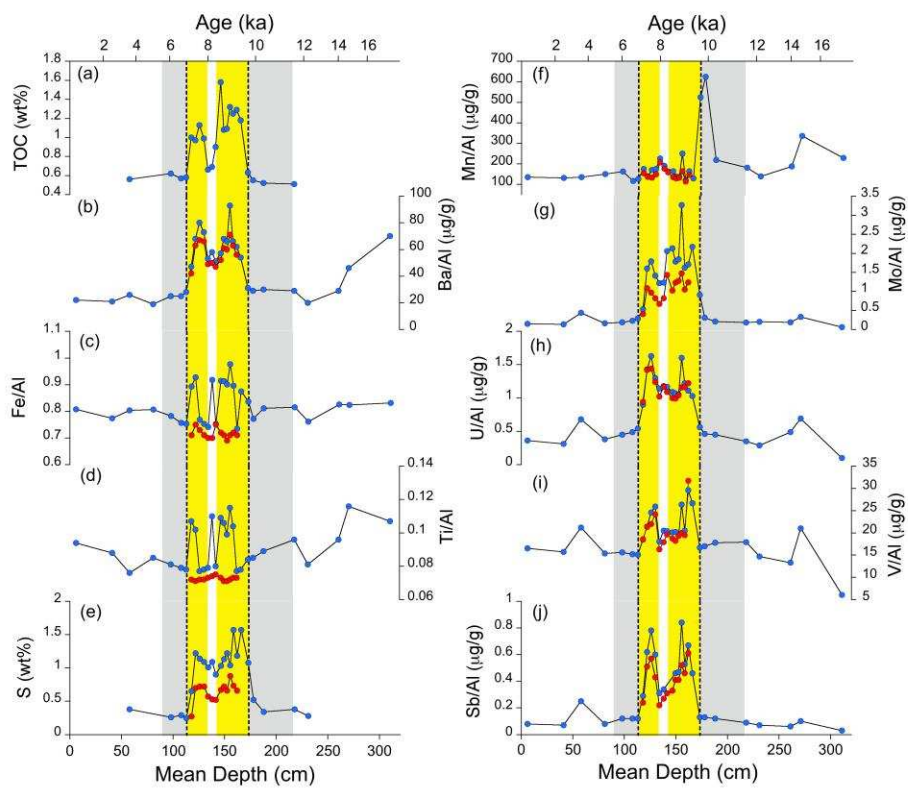 Age (ka)
2 4 6 8 10 12 14 16
(a)
TOC (wt%)
1.8
1.6
1.4
1.2
1.0
0.8
0.6
0.4
(b)
Ba/Al (µg/g)
100
80
60
40
20
0
(c)
Fe/Al
1.1
1
0.9
0.8
0.7
0.6
(d)
Ti/Al
0.14
0.12
0.1
0.08
0.06
(e)
S (wt%)
2
1.5
1
0.5
0
0 50 100 150 200 250 300
Mean Depth (cm)
Age (ka)
2 4 6 8 10 12 14 16
(f)
Mn/Al (µg/g)
700
600
500
400
300
200
100
(g)
Mo/Al (µg/g)
3.5
3
2.5
2
1.5
1
0.5
0
(h)
U/Al (µg/g)
2
1.5
1
0.5
0
(i)
V/Al (µg/g)
35
30
25
20
15
10
5
(j)
Sb/Al (µg/g)
1
0.8
0.6
0.4
0.2
0
0 50 100 150 200 250 300
Mean Depth (cm)